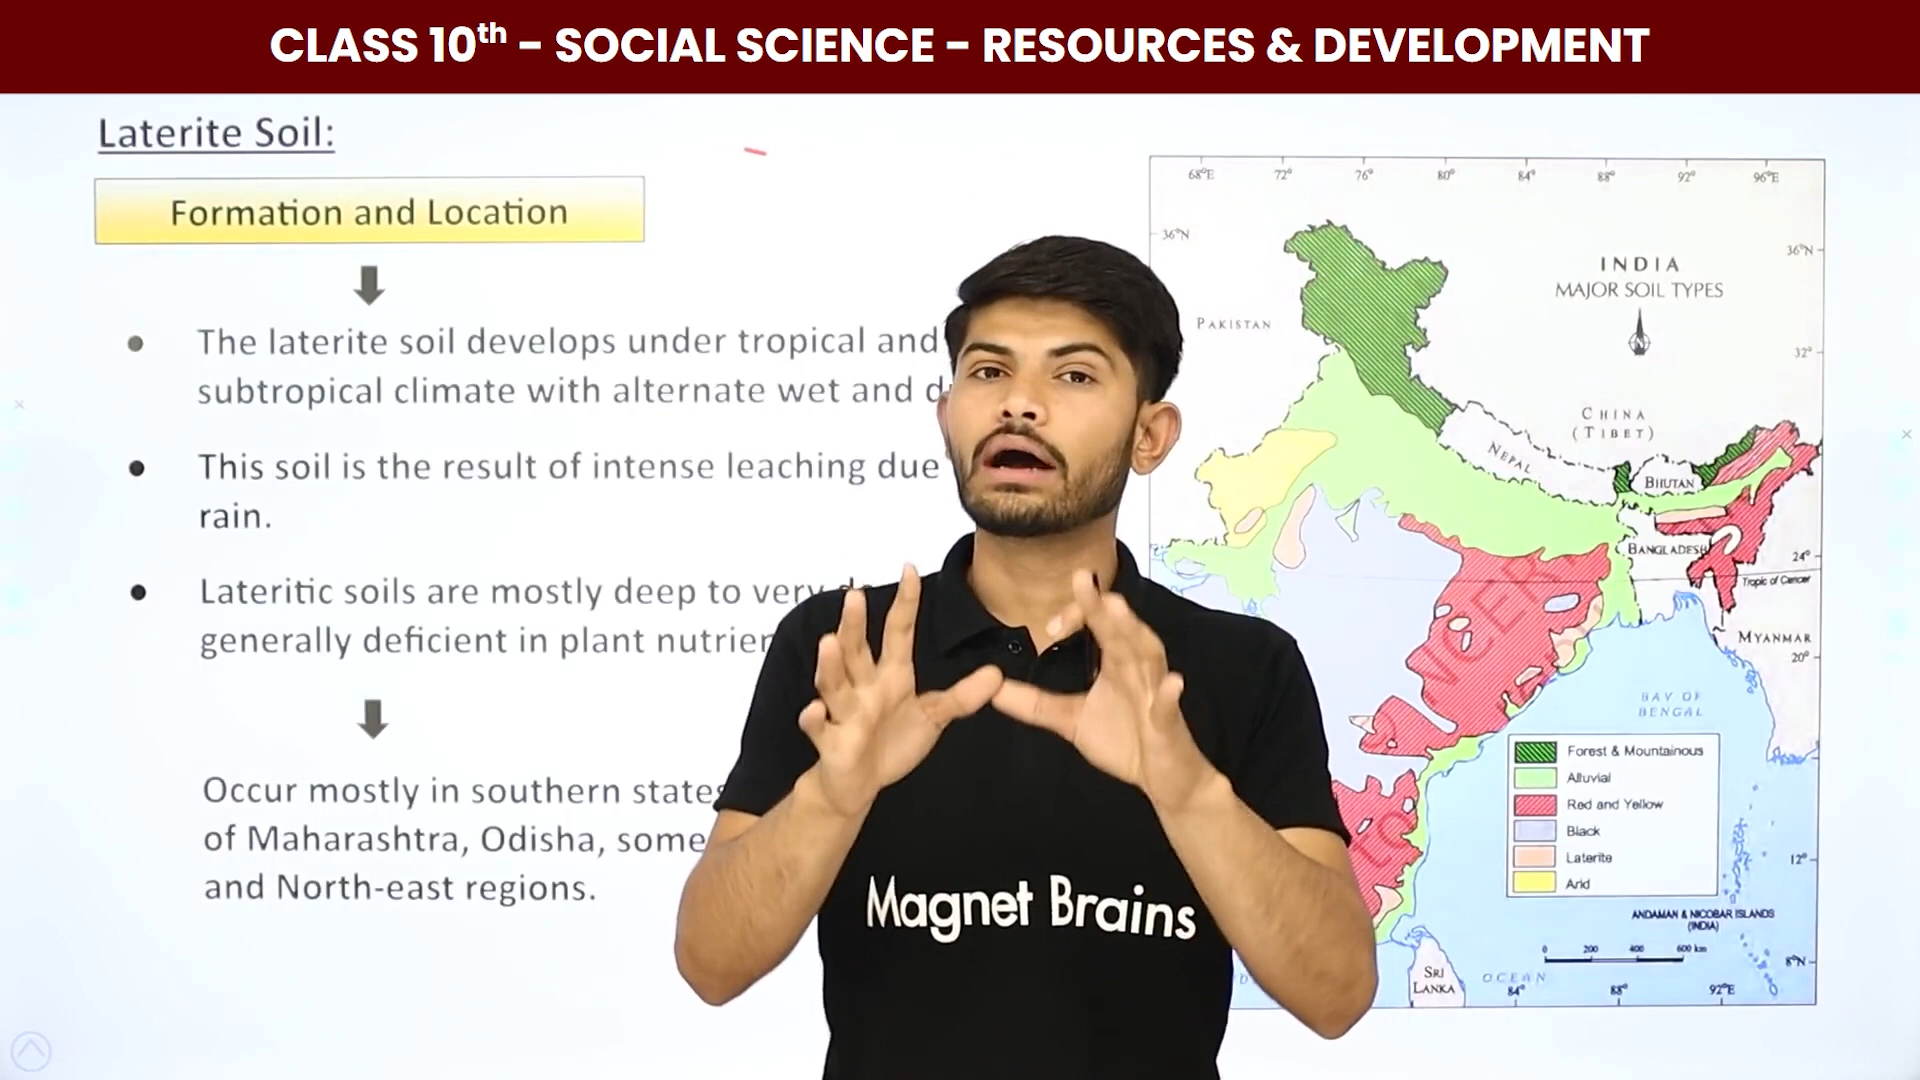 CLASS 10th – SOCIAL SCIENCE – RESOURCES & DEVELOPMENT
Laterite Soil:
Formation and Location
• The laterite soil develops under tropical and
subtropical climate with alternate wet and
• This soil is the result of intense leaching due
rain.
• Lateritic soils are mostly deep to very
generally deficient in plant
Occur mostly in southern states
of Maharashtra, Odisha, some
and North-east regions.
Magnet Brains
68°E 72° 76° 80° 84° 88° 92° 96°E
36°N
36°N
INDIA
MAJOR SOIL TYPES
PAKISTAN
32°
CHINA
(TIBET)
NEPAL
BHUTAN
BANGLADESH
24°
Tropic of Cancer
MYANMAR
20°
BAY OF
BENGAL
Forest & Mountainous
Alluvial
Red and Yellow
Black
Laterite
Arid
12°
ANDAMAN & NICOBAR ISLANDS
(INDIA)
0 200 400 600 km
8°N
SRI
LANKA
OCEAN
84° 88° 92°E